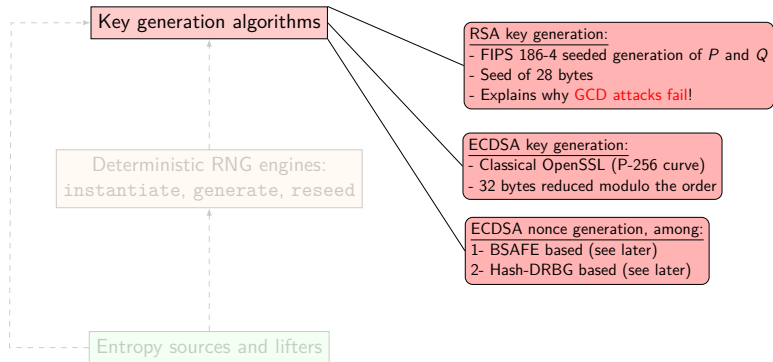 Key generation algorithms
RSA key generation:
- FIPS 186-4 seeded generation of P and Q
- Seed of 28 bytes
- Explains why GCD attacks fail!
ECDSA key generation:
- Classical OpenSSL (P-256 curve)
- 32 bytes reduced modulo the order
ECDSA nonce generation, among:
1- BSAFE based (see later)
2- Hash-DRBG based (see later)
Deterministic RNG engines:
instantiate, generate, reseed
Entropy sources and lifters